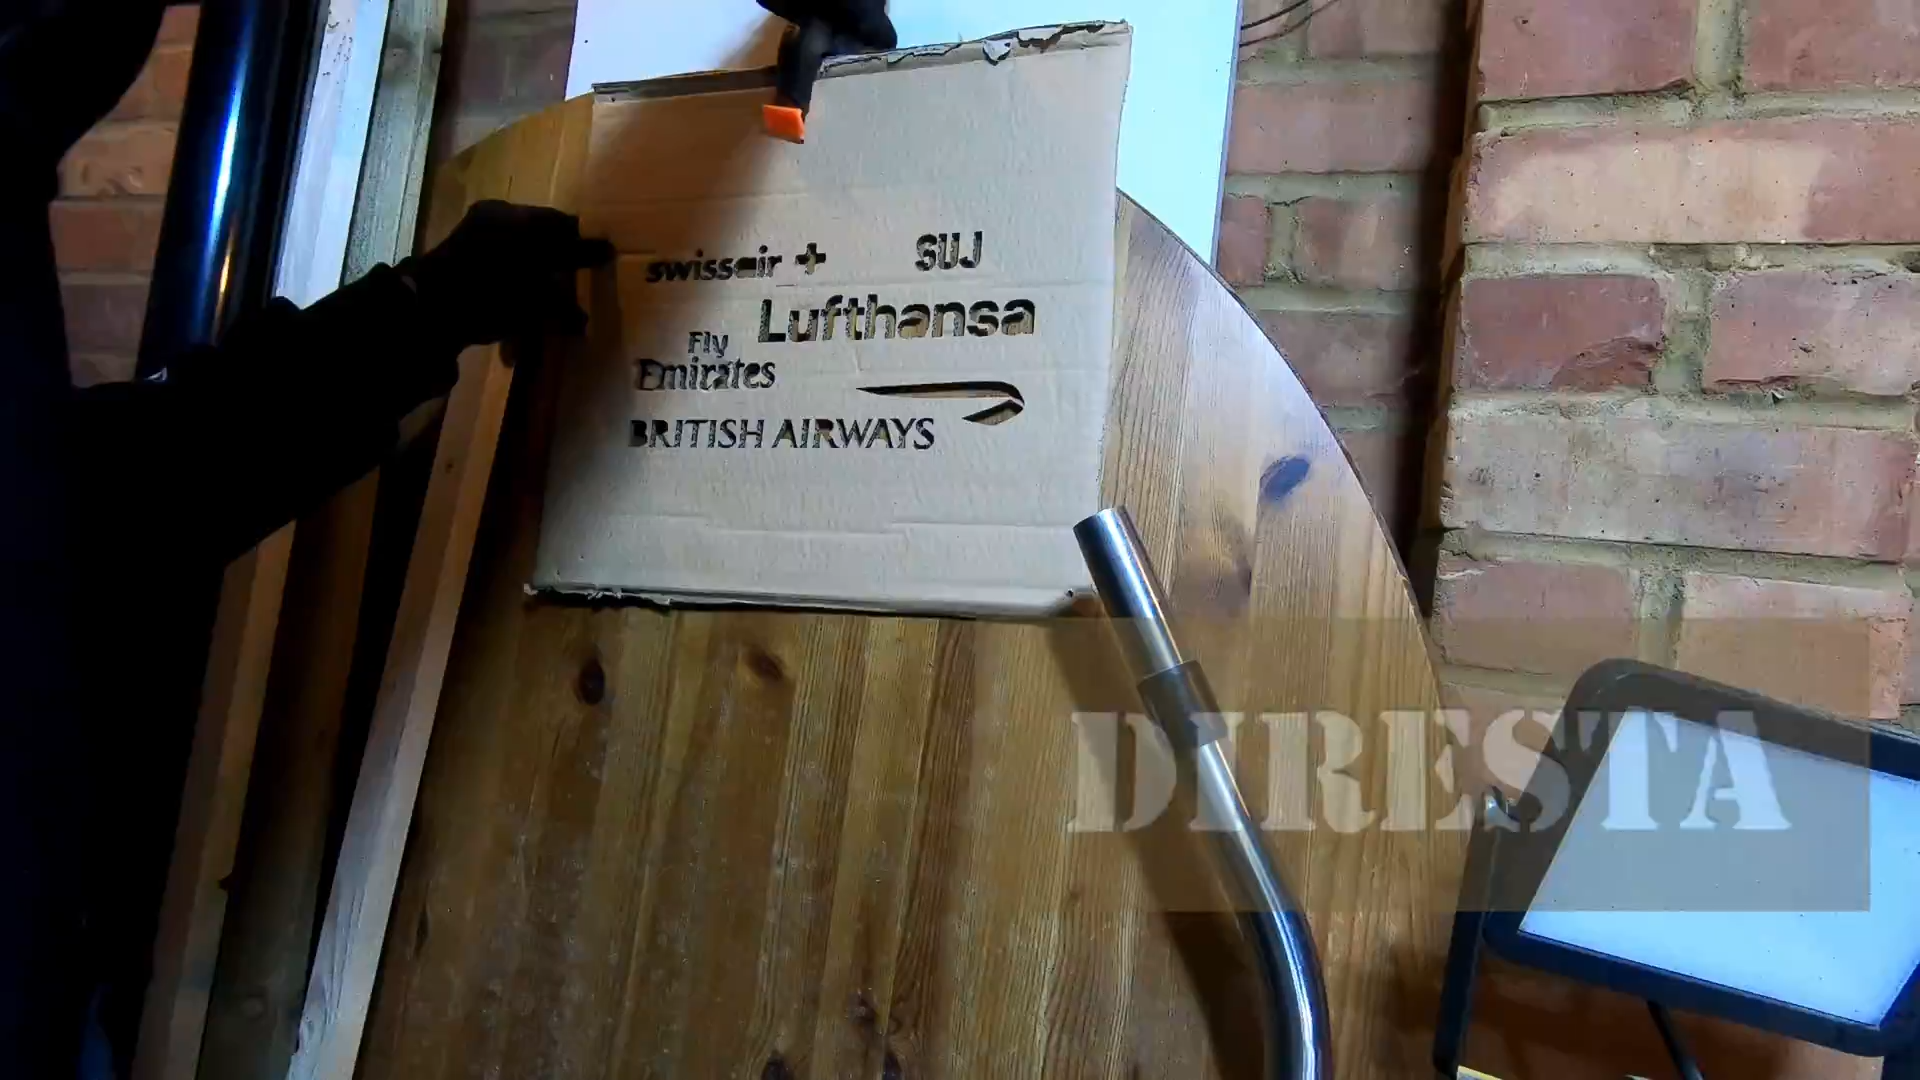 swissair +
SUJ
Lufthansa
Fly
Emirates
BRITISH AIRWAYS
DIRESTA